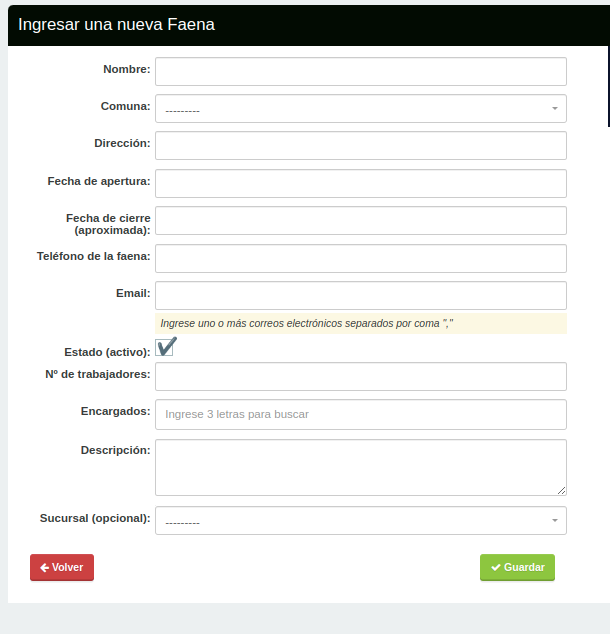 Ingresar una nueva Faena
Nombre:
Comuna: ---------
Dirección:
Fecha de apertura:
Fecha de cierre
(aproximada):
Teléfono de la faena:
Email:
Ingrese uno o más correos electrónicos separados por coma ","
Estado (activo):
Nº de trabajadores:
Encargados: Ingrese 3 letras para buscar
Descripción:
Sucursal (opcional): ---------
Volver Guardar